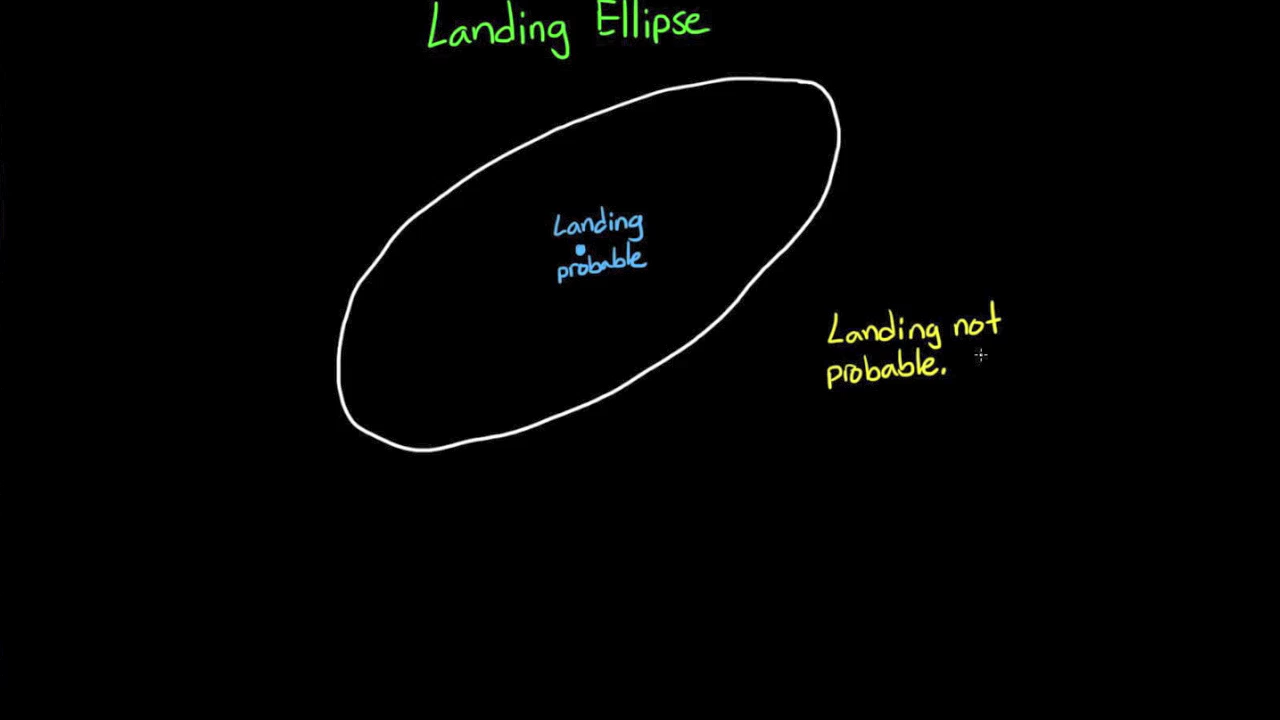 Landing Ellipse
Landing
probable
Landing not
probable.